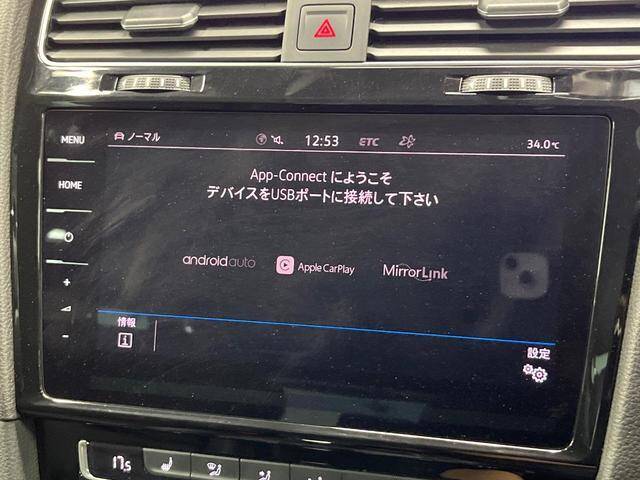 MENU
ノーマル
12:53
ETC
34.0℃
HOME
App-Connect にようこそ
デバイスをUSBポートに接続して下さい
androidauto
Apple CarPlay
MirrorLink
情報
設定